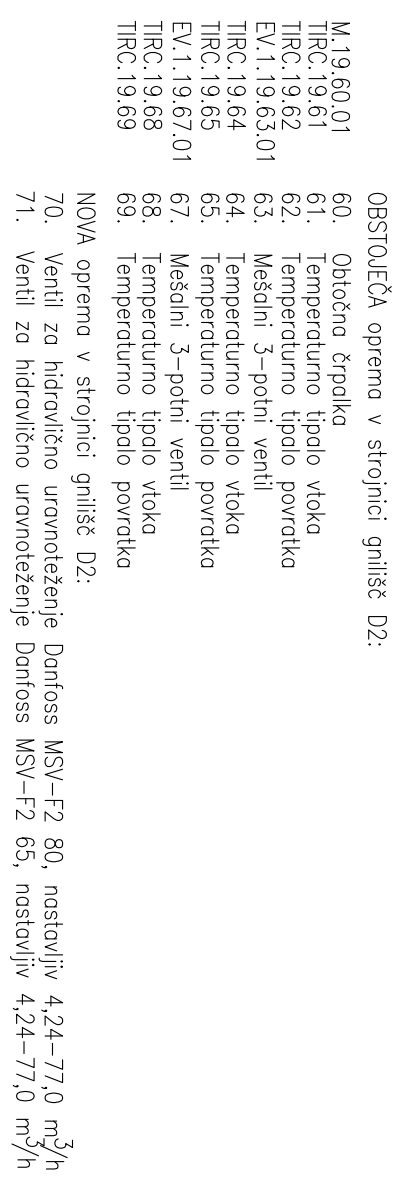 OBSTOJEČA oprema v strojnici gnilišč D2:
M.19.60.01 60. Obtočna črpalka
TIRC.19.61 61. Temperaturno tipalo vtoka
TIRC.19.62 62. Temperaturno tipalo povratka
EV.1.19.63.01 63. Mešalni 3-potni ventil
TIRC.19.64 64. Temperaturno tipalo vtoka
TIRC.19.65 65. Temperaturno tipalo povratka
EV.1.19.67.01 67. Mešalni 3-potni ventil
TIRC.19.68 68. Temperaturno tipalo vtoka
TIRC.19.69 69. Temperaturno tipalo povratka
NOVA oprema v strojnici gnilišč D2:
70. Ventil za hidravlično uravnoteženje Danfoss MSV-F2 80, nastavljiv 4,24-77,0 m³/h
71. Ventil za hidravlično uravnoteženje Danfoss MSV-F2 65, nastavljiv 4,24-77,0 m³/h